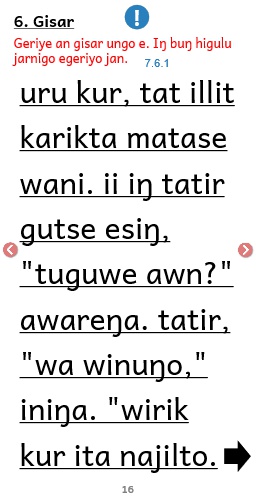 6. Gisar
!
Geriye an gisar ungo e. Iŋ buŋ higulu
jarnigo egeriyo jan.
7.6.1
uru kur, tat illit
karikta matase
wani. ii iŋ tatir
gutse esiŋ,
"tuguwe awn?"
awareŋa. tatir,
"wa winuŋo,"
iniŋa. "wirik
kur ita najilto.
16